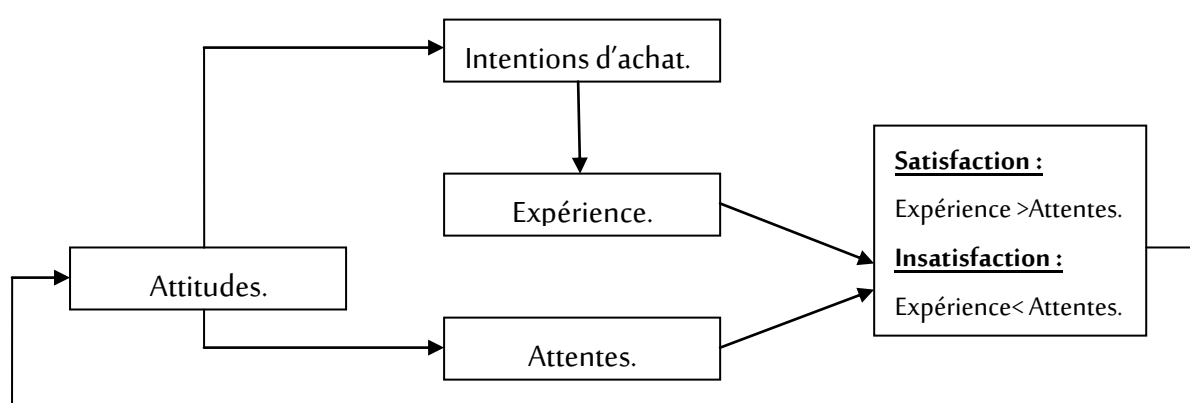 Intentions d'achat.
Expérience.
Attitudes.
Attentes.
Satisfaction :
Expérience >Attentes.
Insatisfaction :
Expérience< Attentes.